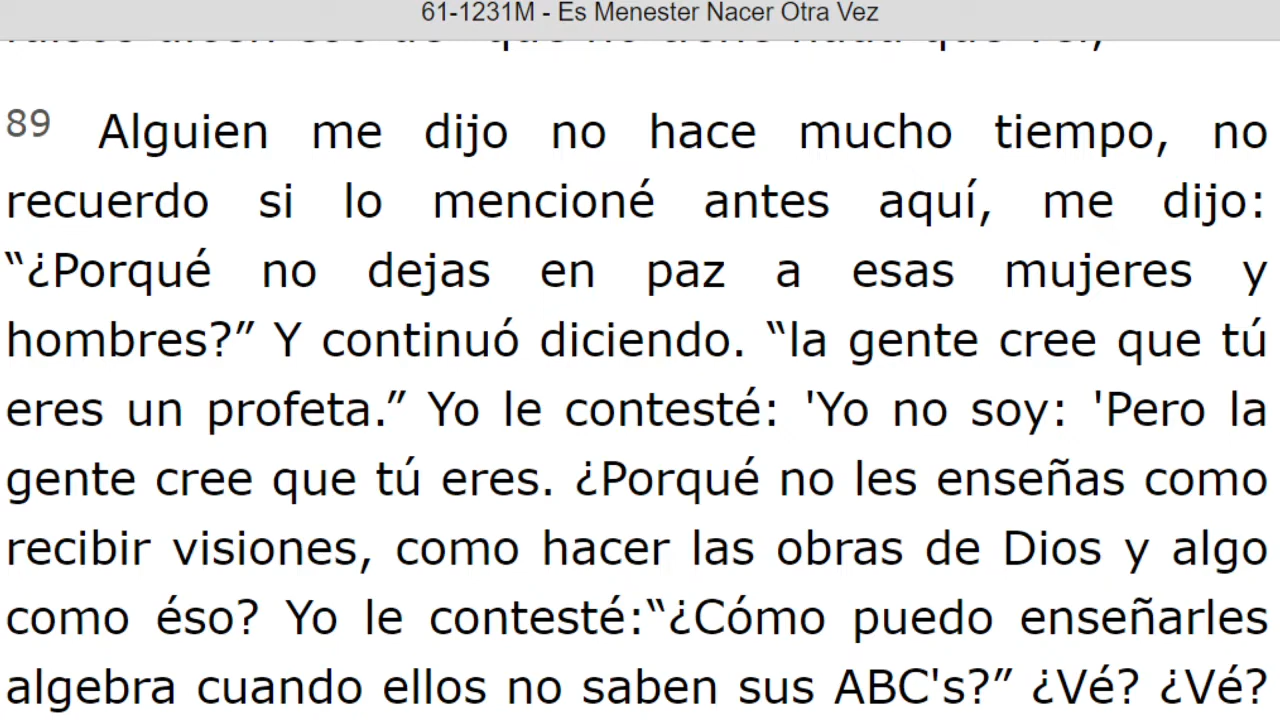 61-1231M - Es Menester Nacer Otra Vez
89 Alguien me dijo no hace mucho tiempo, no
recuerdo si lo mencioné antes aquí, me dijo:
“¿Porqué no dejas en paz a esas mujeres y
hombres?” Y continuó diciendo. “la gente cree que tú
eres un profeta.” Yo le contesté: 'Yo no soy: 'Pero la
gente cree que tú eres. ¿Porqué no les enseñas como
recibir visiones, como hacer las obras de Dios y algo
como éso? Yo le contesté:“¿Cómo puedo enseñarles
algebra cuando ellos no saben sus ABC's?” ¿Vé? ¿Vé?